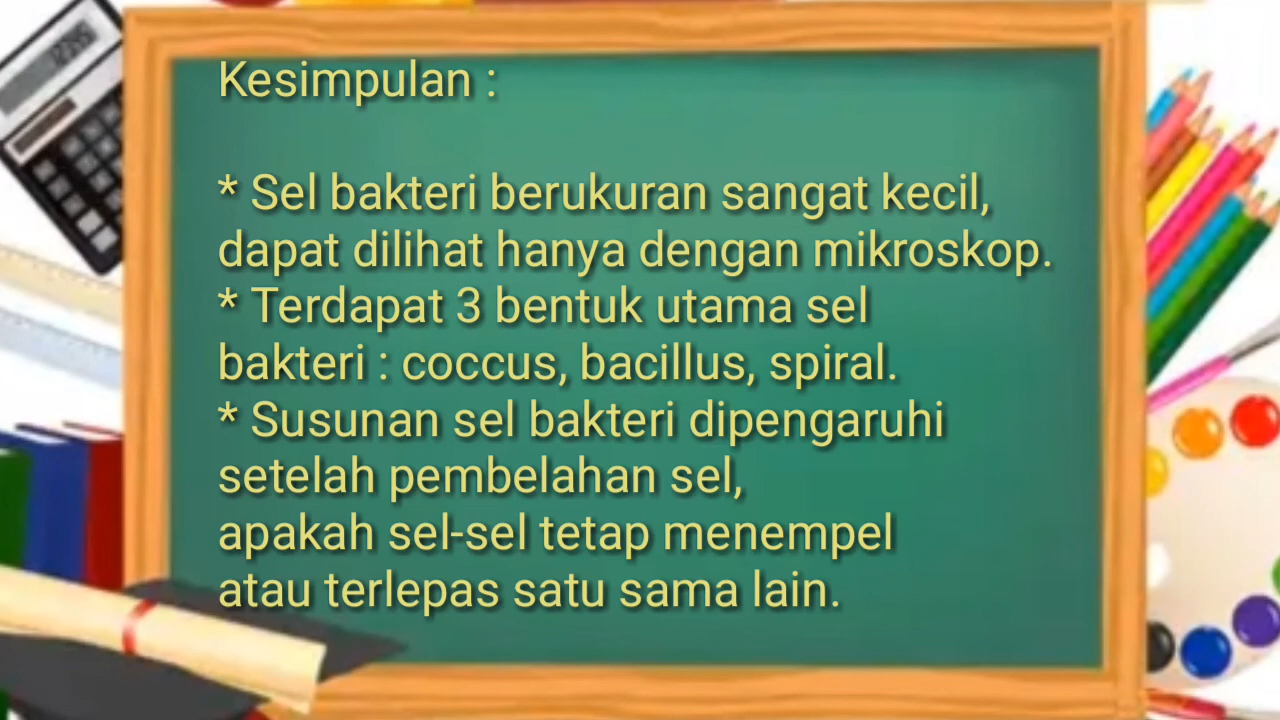 Kesimpulan :
* Sel bakteri berukuran sangat kecil,
dapat dilihat hanya dengan mikroskop.
* Terdapat 3 bentuk utama sel
bakteri : coccus, bacillus, spiral.
* Susunan sel bakteri dipengaruhi
setelah pembelahan sel,
apakah sel-sel tetap menempel
atau terlepas satu sama lain.